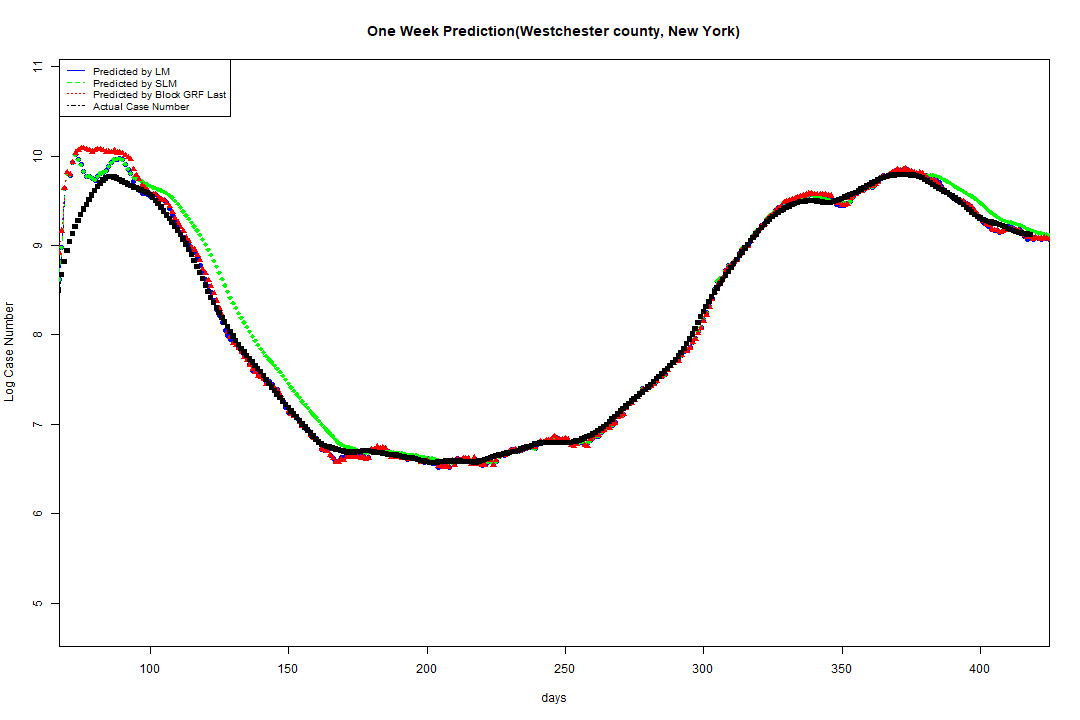 One Week Prediction(Westchester county, New York)
Predicted by LM
Predicted by SLM
Predicted by Block GRF Last
Actual Case Number
11
10
9
8
7
6
5
Log Case Number
100 150 200 250 300 350 400
days